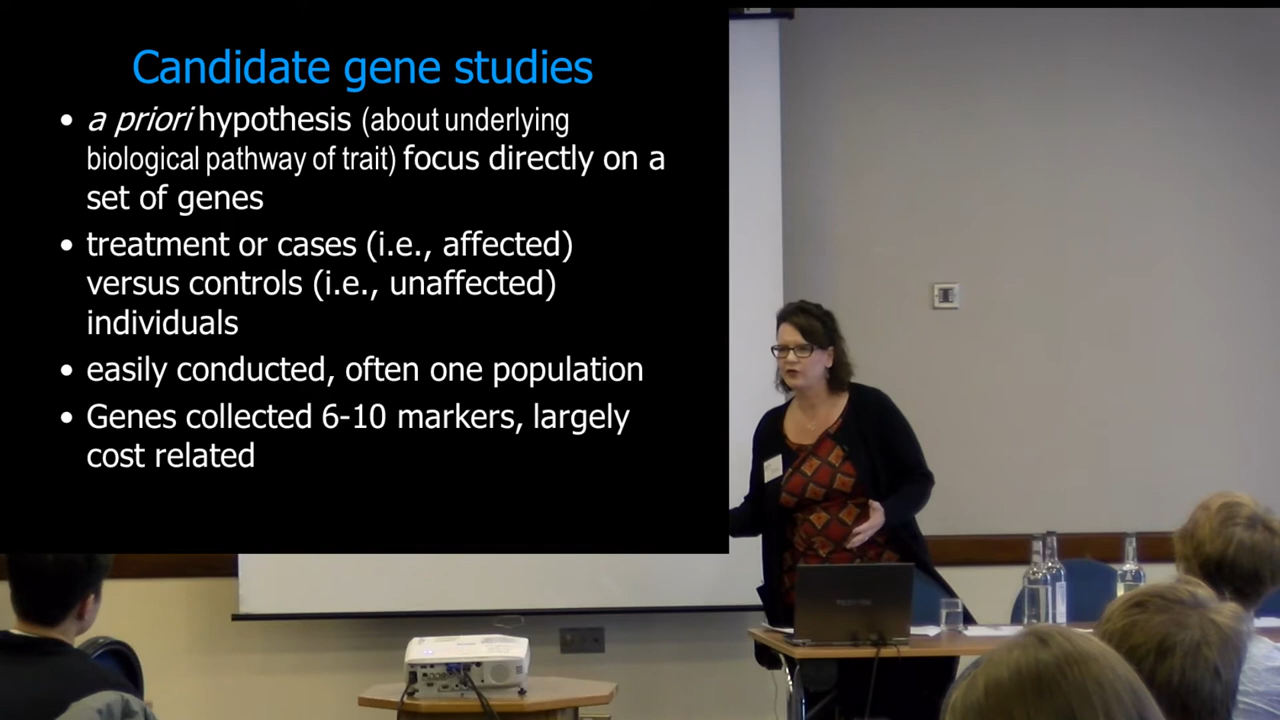 Candidate gene studies
• a priori hypothesis (about underlying
biological pathway of trait) focus directly on a
set of genes
• treatment or cases (i.e., affected)
versus controls (i.e., unaffected)
individuals
• easily conducted, often one population
• Genes collected 6-10 markers, largely
cost related